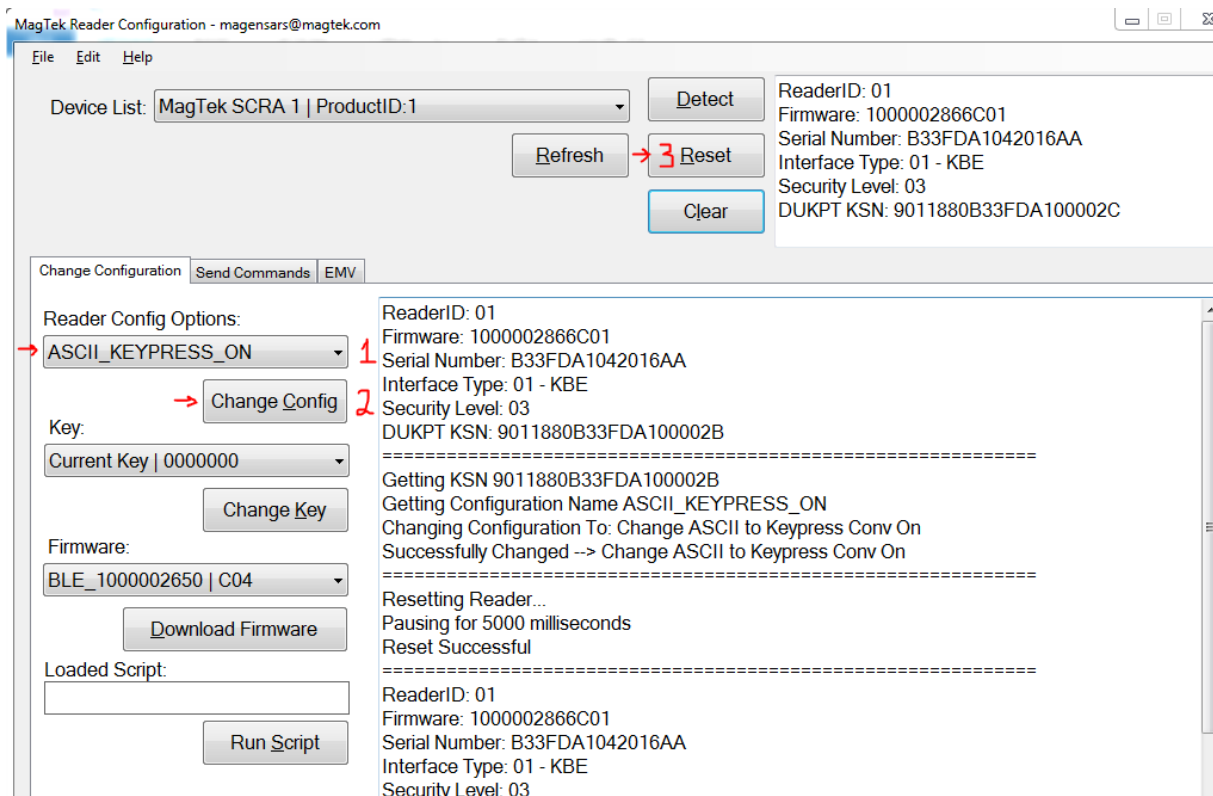 MagTek Reader Configuration - magensars@magtek.com
File Edit Help
Device List: MagTek SCRA 1 | ProductID:1
Detect
Refresh
→ 3 Reset
Clear
ReaderID: 01
Firmware: 1000002866C01
Serial Number: B33FDA1042016AA
Interface Type: 01 - KBE
Security Level: 03
DUKPT KSN: 9011880B33FDA100002C
Change Configuration Send Commands EMV
Reader Config Options:
→ ASCII_KEYPRESS_ON 1
→ Change Config 2
Key:
Current Key | 0000000
Change Key
Firmware:
BLE_1000002650 | C04
Download Firmware
Loaded Script:
Run Script
ReaderID: 01
Firmware: 1000002866C01
Serial Number: B33FDA1042016AA
Interface Type: 01 - KBE
Security Level: 03
DUKPT KSN: 9011880B33FDA100002B
============================================================
Getting KSN 9011880B33FDA100002B
Getting Configuration Name ASCII_KEYPRESS_ON
Changing Configuration To: Change ASCII to Keypress Conv On
Successfully Changed --> Change ASCII to Keypress Conv On
============================================================
Resetting Reader...
Pausing for 5000 milliseconds
Reset Successful
============================================================
ReaderID: 01
Firmware: 1000002866C01
Serial Number: B33FDA1042016AA
Interface Type: 01 - KBE
Security Level: 03